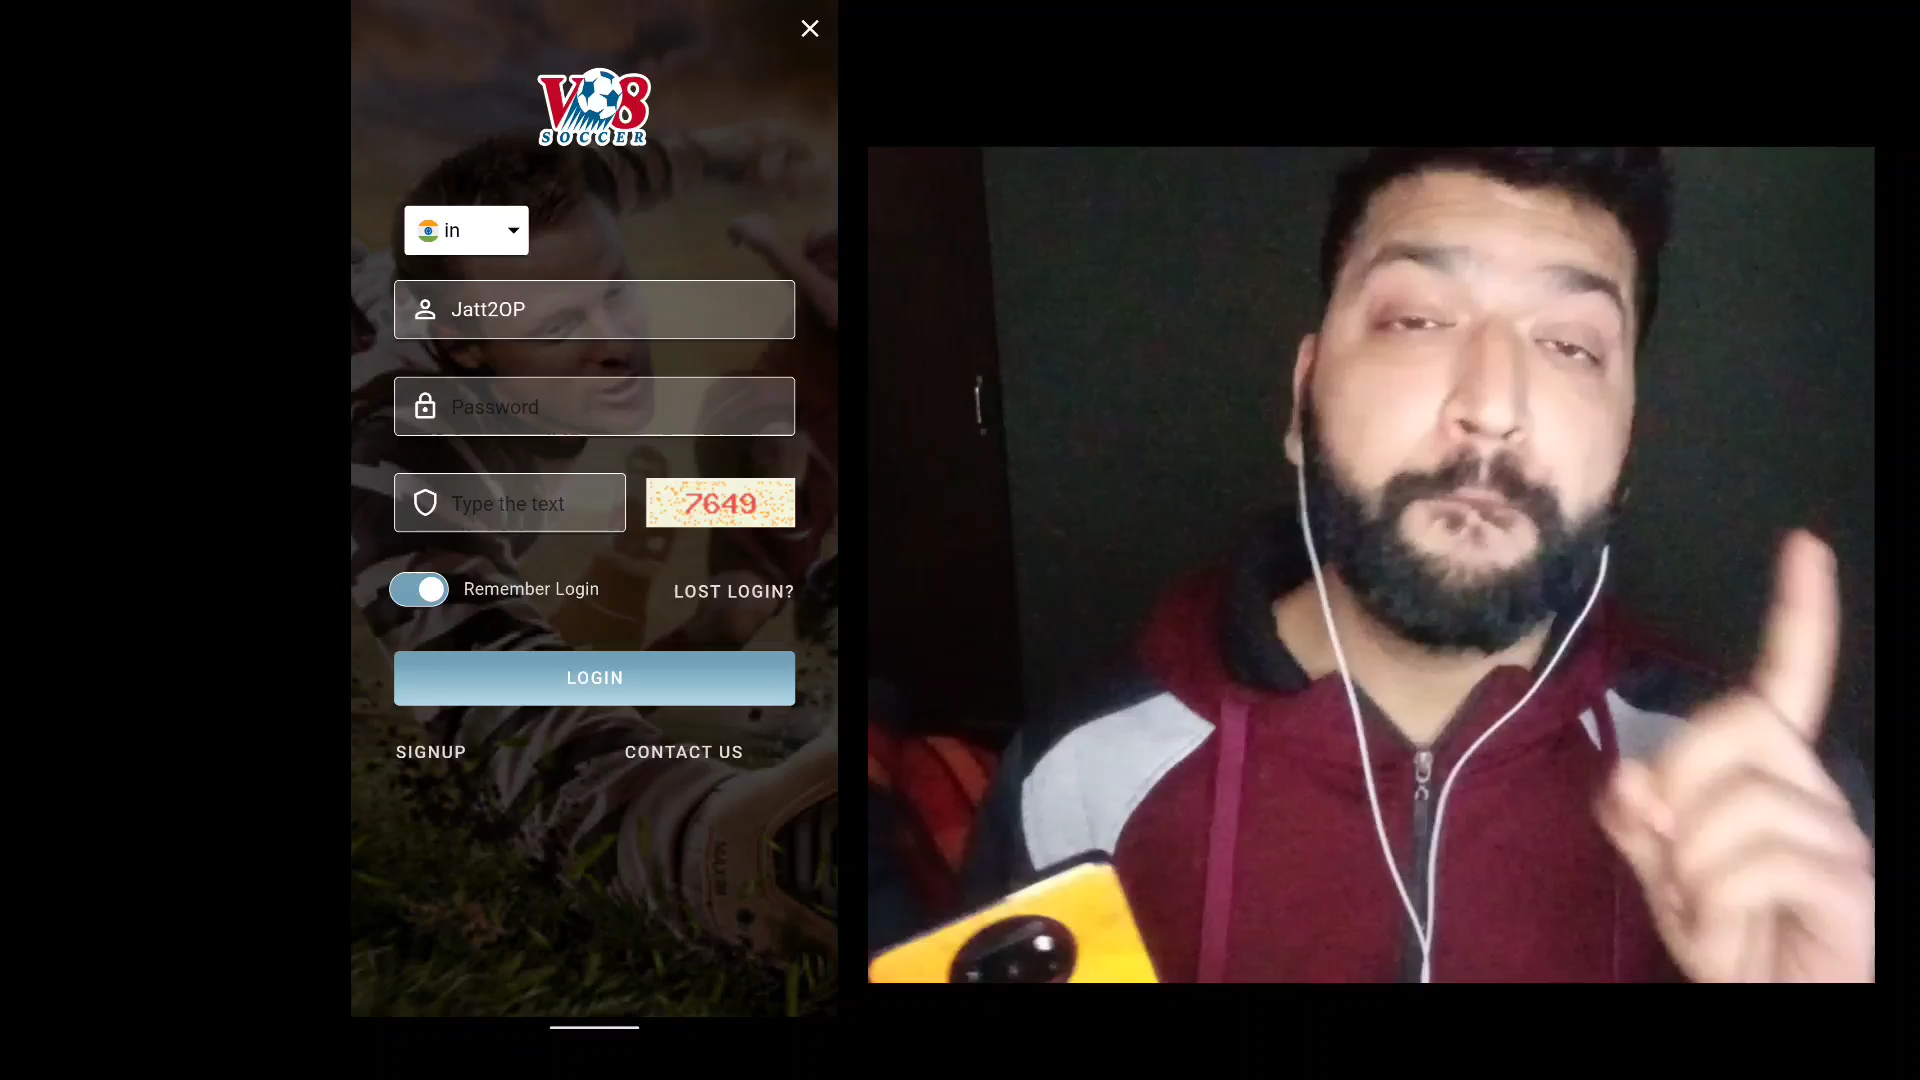 V8
SOCCER
in
Jatt2OP
Password
Type the text
7649
Remember Login
LOST LOGIN?
LOGIN
SIGNUP
CONTACT US